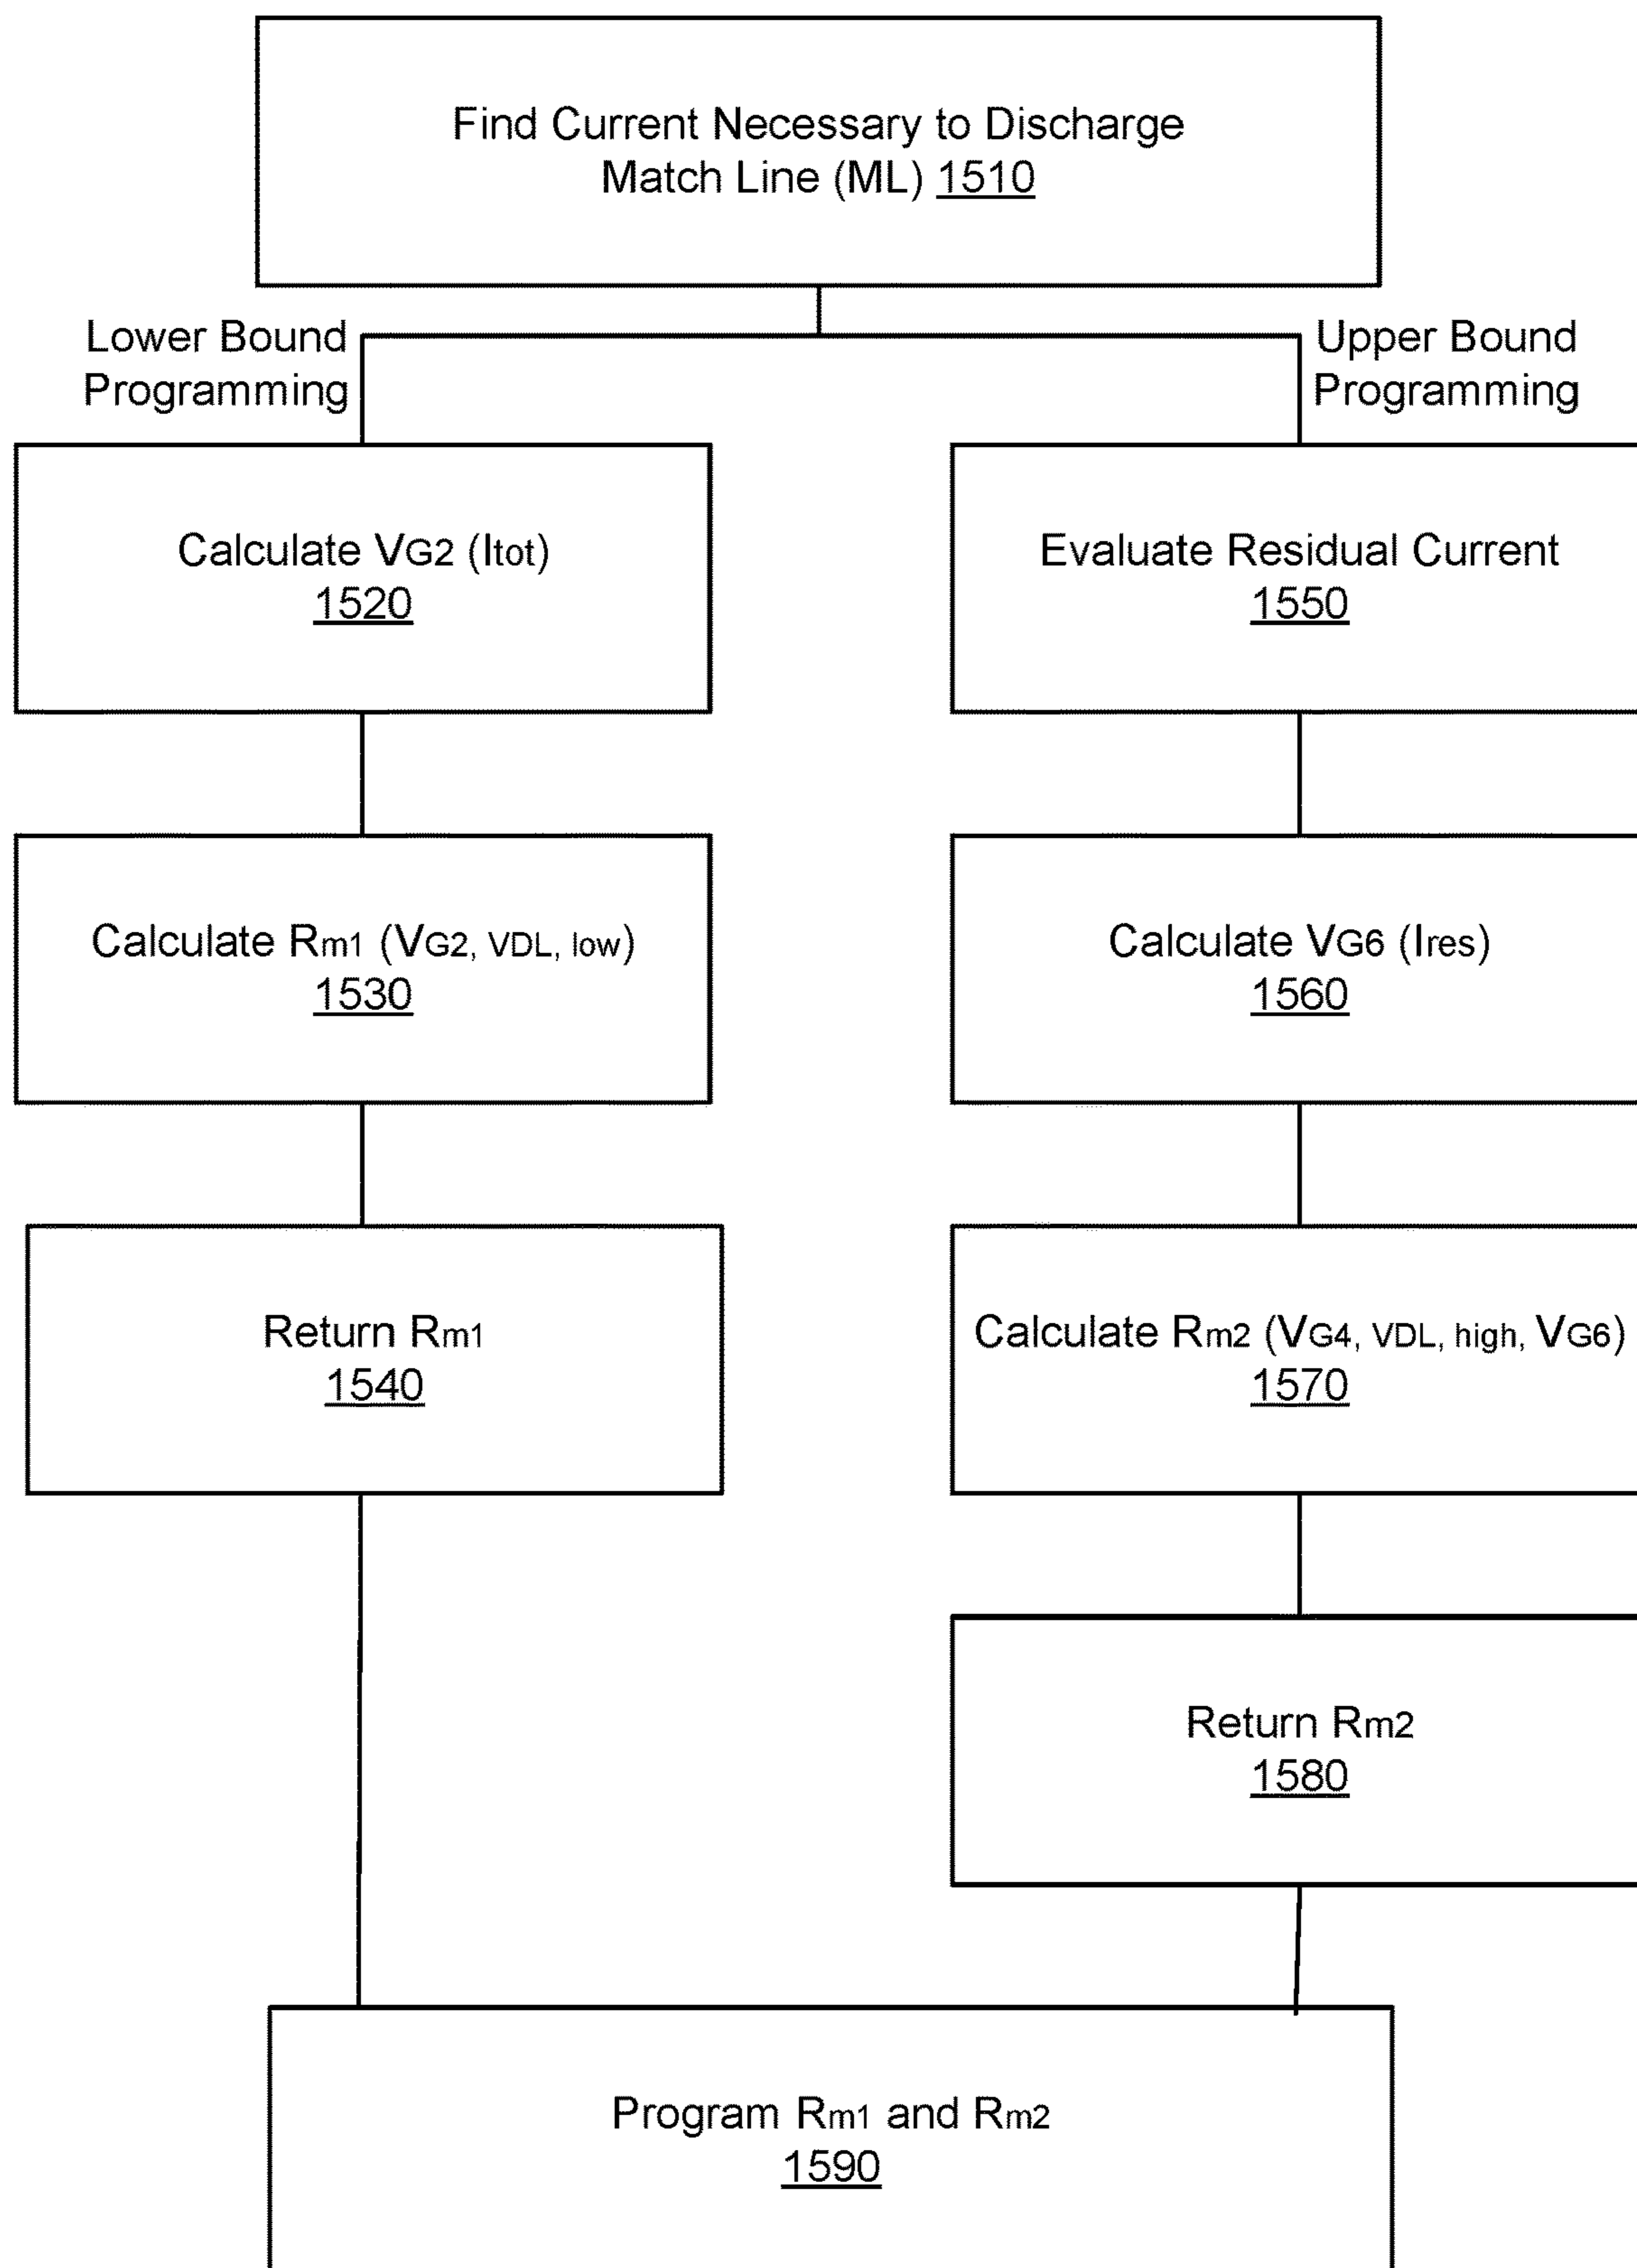 Find Current Necessary to Discharge
Match Line (ML) 1510
Lower Bound
Programming
Upper Bound
Programming
Calculate VG2 (Itot)
1520
Evaluate Residual Current
1550
Calculate Rm1 (VG2, VDL, low)
1530
Calculate VG6 (Ires)
1560
Return Rm1
1540
Calculate Rm2 (VG4, VDL, high, VG6)
1570
Return Rm2
1580
Program Rm1 and Rm2
1590